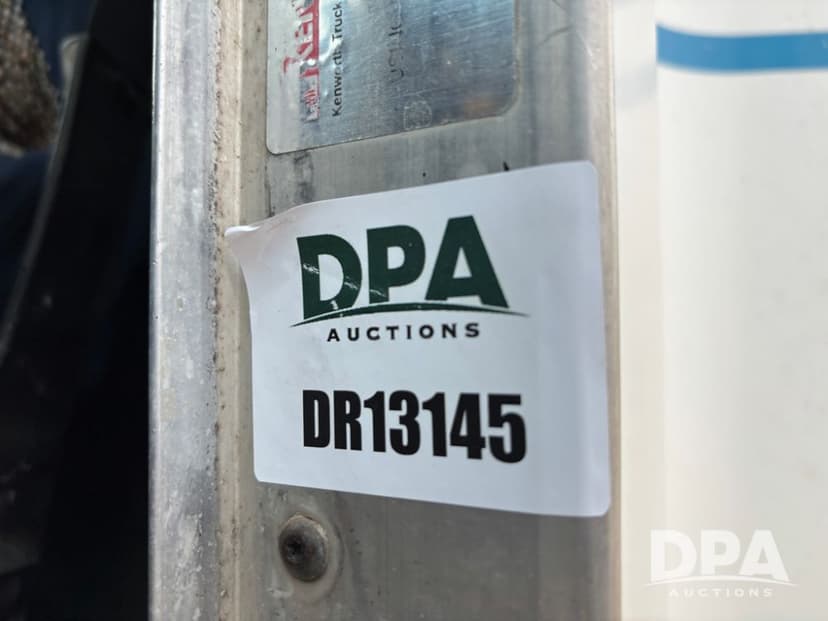 Kenworth Truck
DPA
AUCTIONS
DR13145
DPA
AUCTIONS